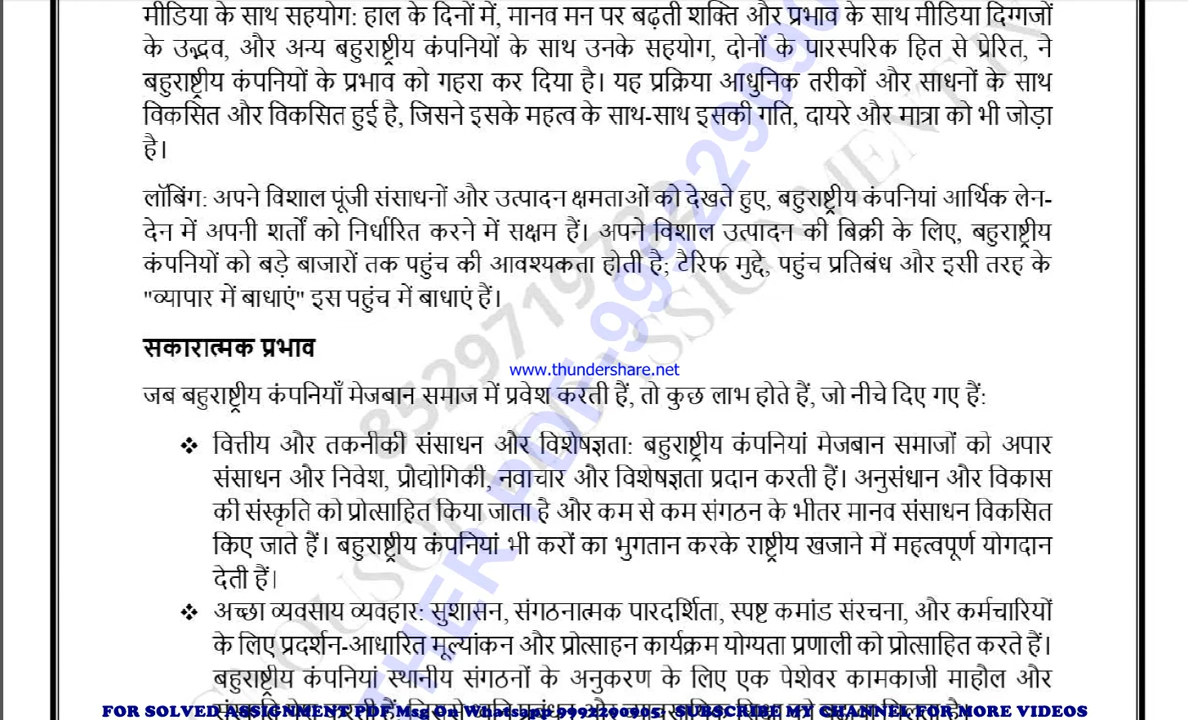 मीडिया के साथ सहयोग: हाल के दिनों में, मानव मन पर बढ़ती शक्ति और प्रभाव के साथ मीडिया दिग्गजों
के उद्भव, और अन्य बहुराष्ट्रीय कंपनियों के साथ उनके सहयोग, दोनों के पारस्परिक हित से प्रेरित, ने
बहुराष्ट्रीय कंपनियों के प्रभाव को गहरा कर दिया है। यह प्रक्रिया आधुनिक तरीकों और साधनों के साथ
विकसित और विकसित हुई है, जिसने इसके महत्व के साथ-साथ इसकी गति, दायरे और मात्रा को भी जोड़ा
है।
लॉबिंग: अपने विशाल पूंजी संसाधनों और उत्पादन क्षमताओं को देखते हुए, बहुराष्ट्रीय कंपनियां आर्थिक लेन-
देन में अपनी शर्तों को निर्धारित करने में सक्षम हैं। अपने विशाल उत्पादन की बिक्री के लिए, बहुराष्ट्रीय
कंपनियों को बड़े बाजारों तक पहुंच की आवश्यकता होती है; टैरिफ मुद्दे, पहुंच प्रतिबंध और इसी तरह के
"व्यापार में बाधाएं" इस पहुंच में बाधाएं हैं।
सकारात्मक प्रभाव
www.thundershare.net
जब बहुराष्ट्रीय कंपनियाँ मेजबान समाज में प्रवेश करती हैं, तो कुछ लाभ होते हैं, जो नीचे दिए गए हैं:
❖ वित्तीय और तकनीकी संसाधन और विशेषज्ञता: बहुराष्ट्रीय कंपनियां मेजबान समाजों को अपार
संसाधन और निवेश, प्रौद्योगिकी, नवाचार और विशेषज्ञता प्रदान करती हैं। अनुसंधान और विकास
की संस्कृति को प्रोत्साहित किया जाता है और कम से कम संगठन के भीतर मानव संसाधन विकसित
किए जाते हैं। बहुराष्ट्रीय कंपनियां भी करों का भुगतान करके राष्ट्रीय खजाने में महत्वपूर्ण योगदान
देती हैं।
❖ अच्छा व्यवसाय व्यवहार: सुशासन, संगठनात्मक पारदर्शिता, स्पष्ट कमांड संरचना, और कर्मचारियों
के लिए प्रदर्शन-आधारित मूल्यांकन और प्रोत्साहन कार्यक्रम योग्यता प्रणाली को प्रोत्साहित करते हैं।
बहुराष्ट्रीय कंपनियां स्थानीय संगठनों के अनुकरण के लिए एक पेशेवर कामकाजी माहौल और
FOR SOLVED ASSIGNMENT PDF Msg On Whatsapp 9992200905, SUBSCRIBE MY CHANNEL FOR MORE VIDEOS